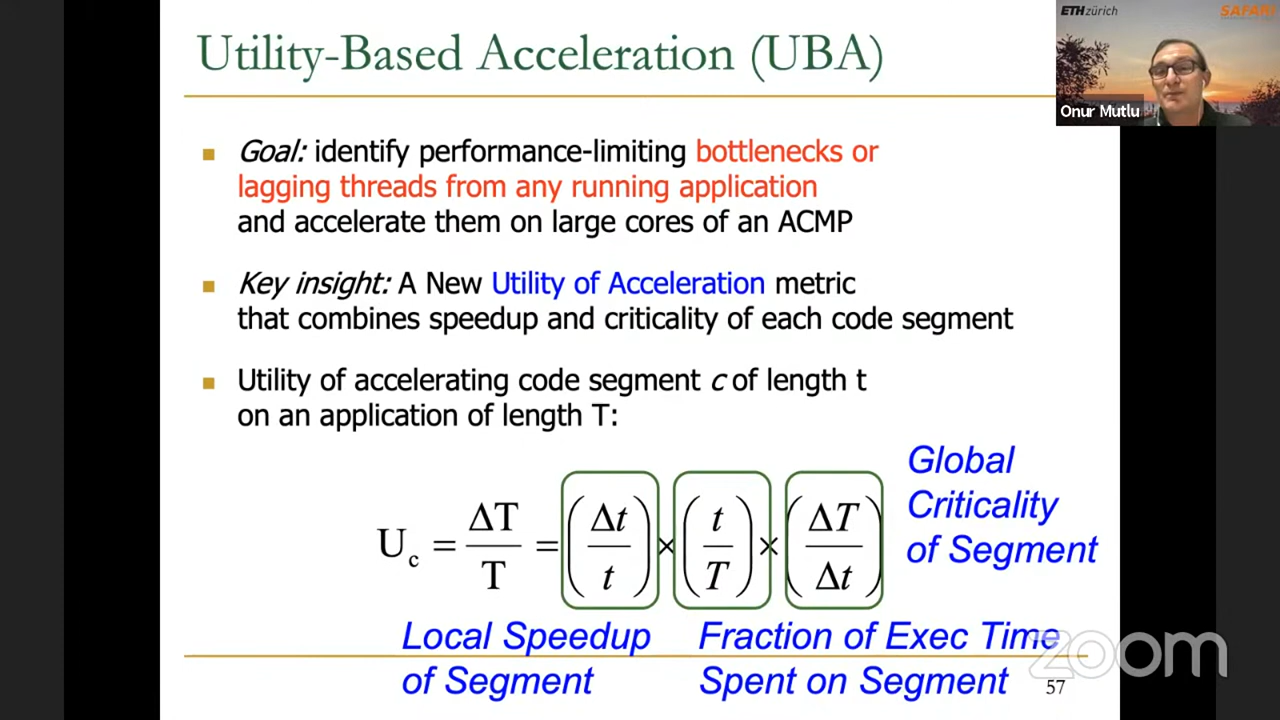 Utility-Based Acceleration (UBA)
ETH zürich
SAFARI
Onur Mutlu
Goal: identify performance-limiting bottlenecks or
lagging threads from any running application
and accelerate them on large cores of an ACMP
Key insight: A New Utility of Acceleration metric
that combines speedup and criticality of each code segment
Utility of accelerating code segment c of length t
on an application of length T:
U_c = ΔT/T = (Δt/t) × (t/T) × (ΔT/Δt)
Global
Criticality
of Segment
Local Speedup
of Segment
Fraction of Exec Time
Spent on Segment
zoom
57